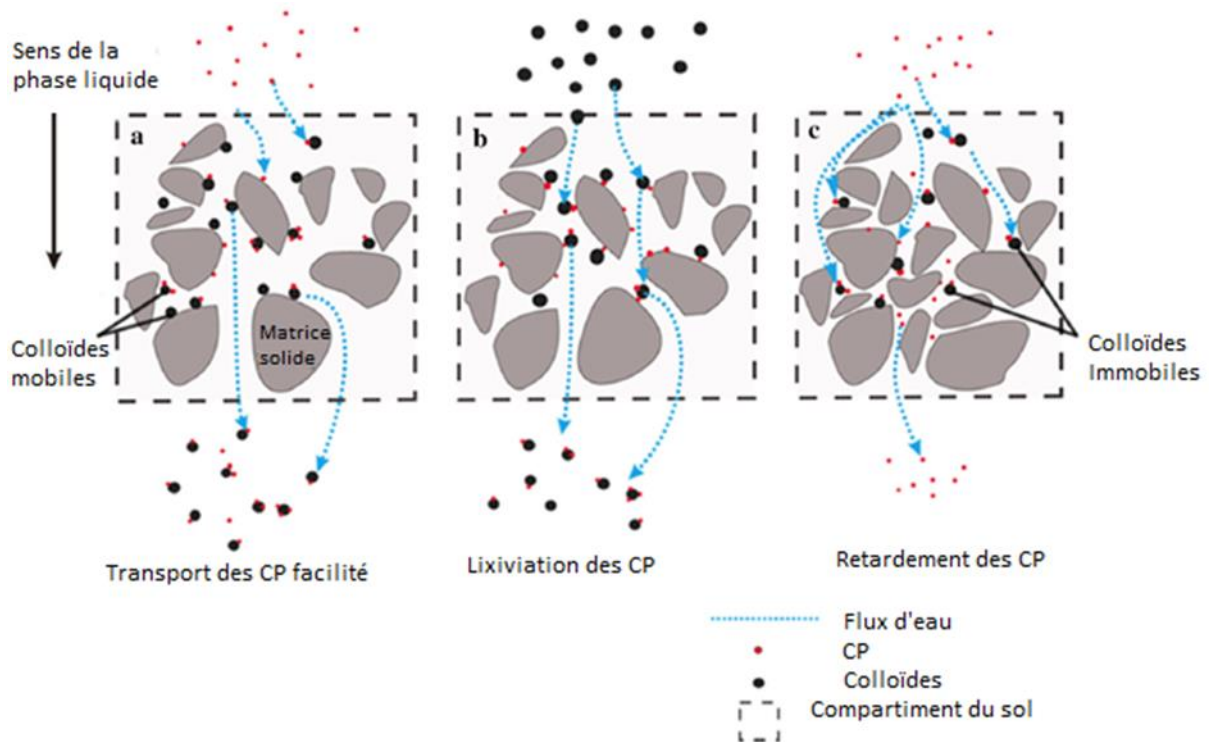 Sens de la
phase liquide
a
b
c
Matrice
solide
Colloïdes
mobiles
Colloïdes
Immobiles
Transport des CP facilité
Lixiviation des CP
Retardement des CP
Flux d'eau
CP
Colloïdes
Compartiment du sol